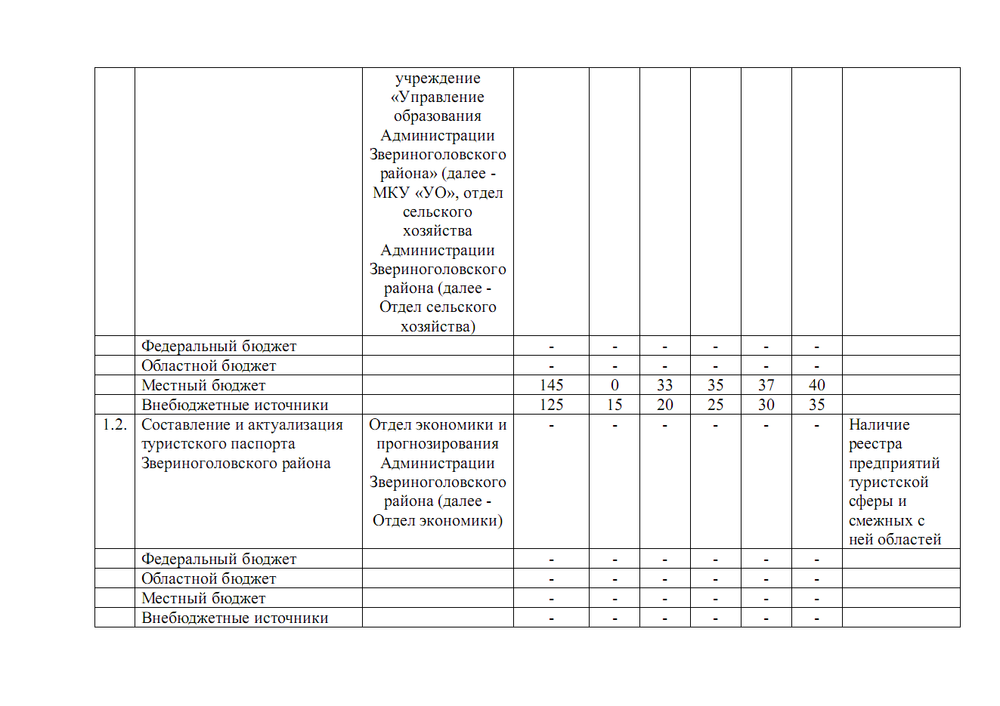 учреждение
«Управление
образования
Администрации
Звериноголовского
района» (далее -
МКУ «УО», отдел
сельского
хозяйства
Администрации
Звериноголовского
района (далее -
Отдел сельского
хозяйства)
Федеральный бюджет - - - - - -
Областной бюджет - - - - - -
Местный бюджет 145 0 33 35 37 40
Внебюджетные источники 125 15 20 25 30 35
1.2. Составление и актуализация Отдел экономики и - - - - - - Наличие
туристского паспорта прогнозирования реестра
Звериноголовского района Администрации предприятий
Звериноголовского туристской
района (далее - сферы и
Отдел экономики) смежных с
ней областей
Федеральный бюджет - - - - - -
Областной бюджет - - - - - -
Местный бюджет - - - - - -
Внебюджетные источники - - - - - -